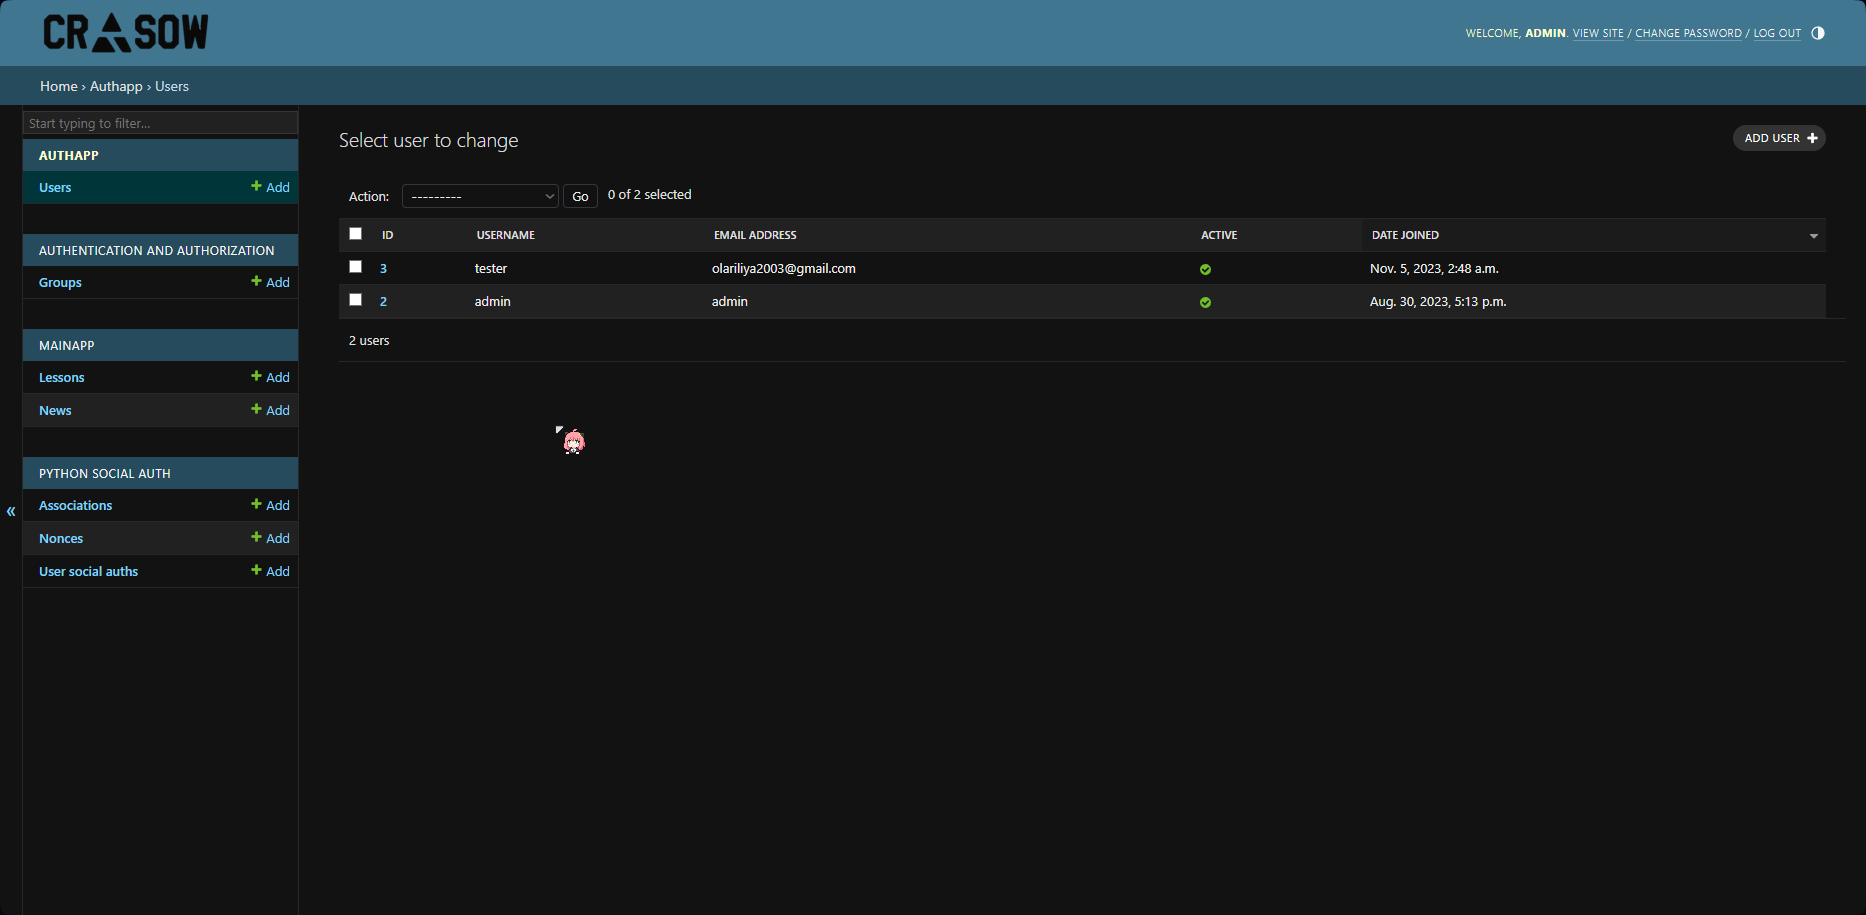 CRASOW
WELCOME, ADMIN. VIEW SITE / CHANGE PASSWORD / LOG OUT
Home › Authapp › Users
Start typing to filter...
AUTHAPP
Users + Add
AUTHENTICATION AND AUTHORIZATION
Groups + Add
MAINAPP
Lessons + Add
News + Add
PYTHON SOCIAL AUTH
Associations + Add
Nonces + Add
User social auths + Add
«
Select user to change
ADD USER +
Action: --------- Go 0 of 2 selected
ID USERNAME EMAIL ADDRESS ACTIVE DATE JOINED
3 tester olariliya2003@gmail.com Nov. 5, 2023, 2:48 a.m.
2 admin admin Aug. 30, 2023, 5:13 p.m.
2 users